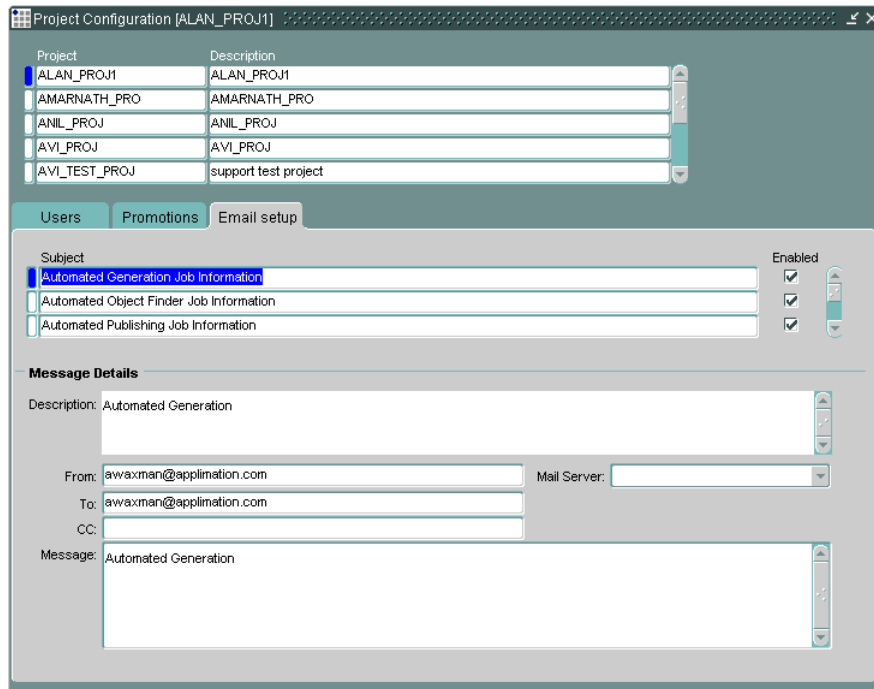 Project Configuration [ALAN_PROJ1]
Project Description
ALAN_PROJ1 ALAN_PROJ1
AMARNATH_PRO AMARNATH_PRO
ANIL_PROJ ANIL_PROJ
AVI_PROJ AVI_PROJ
AVI_TEST_PROJ support test project
Users Promotions Email setup
Subject Enabled
Automated Generation Job Information
Automated Object Finder Job Information
Automated Publishing Job Information
Message Details
Description: Automated Generation
From: awaxman@applimation.com Mail Server:
To: awaxman@applimation.com
CC:
Message: Automated Generation